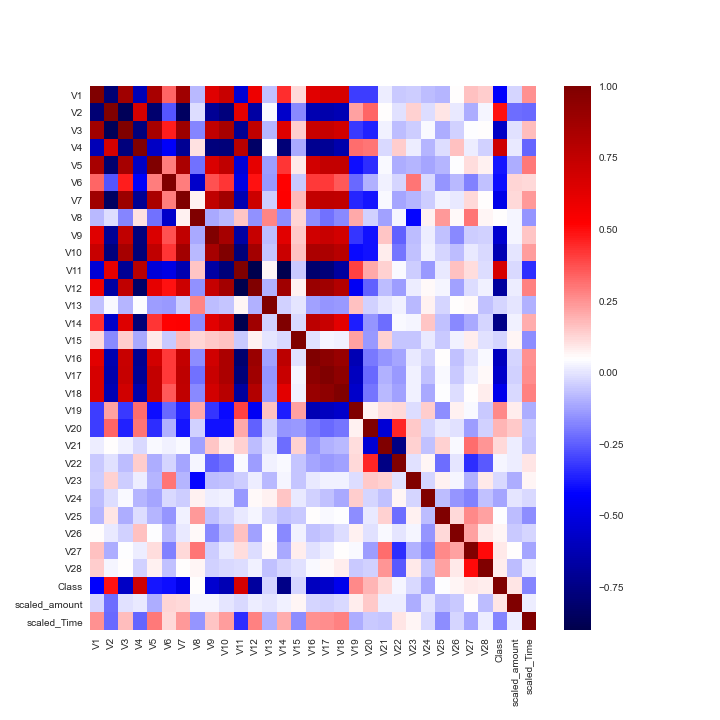 V1
V2
V3
V4
V5
V6
V7
V8
V9
V10
V11
V12
V13
V14
V15
V16
V17
V18
V19
V20
V21
V22
V23
V24
V25
V26
V27
V28
Class
scaled_amount
scaled_Time
V1
V2
V3
V4
V5
V6
V7
V8
V9
V10
V11
V12
V13
V14
V15
V16
V17
V18
V19
V20
V21
V22
V23
V24
V25
V26
V27
V28
Class
scaled_amount
scaled_Time
1.00
0.75
0.50
0.25
0.00
−0.25
−0.50
−0.75